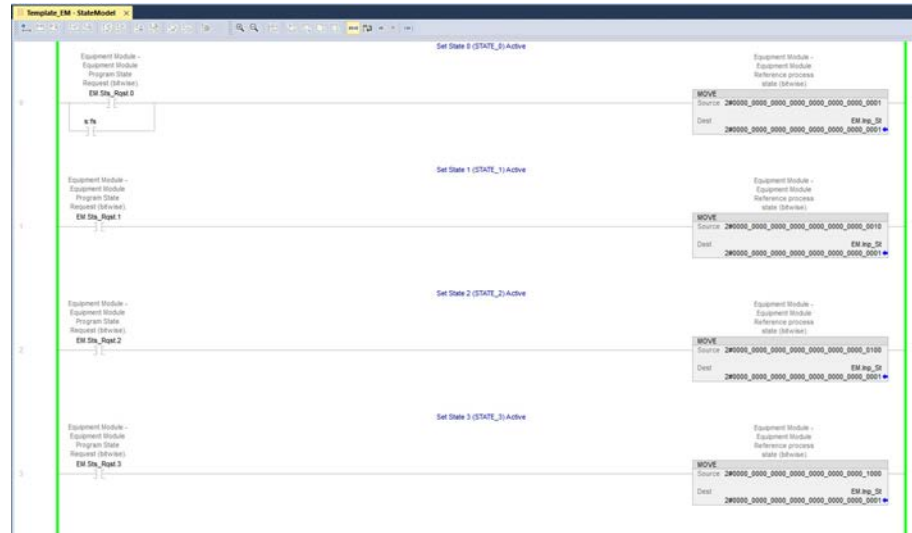 Template_EM - StateModel
Set State 0 (STATE_0) Active
Equipment Module -
Equipment Module
Program State
Request (bitwise)
EM.Sts_Rqst.0
Equipment Module -
Equipment Module
Reference process
state (bitwise)
0
MOVE
Source 2#0000_0000_0000_0000_0000_0000_0000_0001
s:fs
Dest EM.Inp_St
2#0000_0000_0000_0000_0000_0000_0000_0001
Set State 1 (STATE_1) Active
Equipment Module -
Equipment Module
Program State
Request (bitwise)
EM.Sts_Rqst.1
Equipment Module -
Equipment Module
Reference process
state (bitwise)
1
MOVE
Source 2#0000_0000_0000_0000_0000_0000_0000_0010
Dest EM.Inp_St
2#0000_0000_0000_0000_0000_0000_0000_0001
Set State 2 (STATE_2) Active
Equipment Module -
Equipment Module
Program State
Request (bitwise)
EM.Sts_Rqst.2
Equipment Module -
Equipment Module
Reference process
state (bitwise)
2
MOVE
Source 2#0000_0000_0000_0000_0000_0000_0000_0100
Dest EM.Inp_St
2#0000_0000_0000_0000_0000_0000_0000_0001
Set State 3 (STATE_3) Active
Equipment Module -
Equipment Module
Program State
Request (bitwise)
EM.Sts_Rqst.3
Equipment Module -
Equipment Module
Reference process
state (bitwise)
3
MOVE
Source 2#0000_0000_0000_0000_0000_0000_0000_1000
Dest EM.Inp_St
2#0000_0000_0000_0000_0000_0000_0000_0001